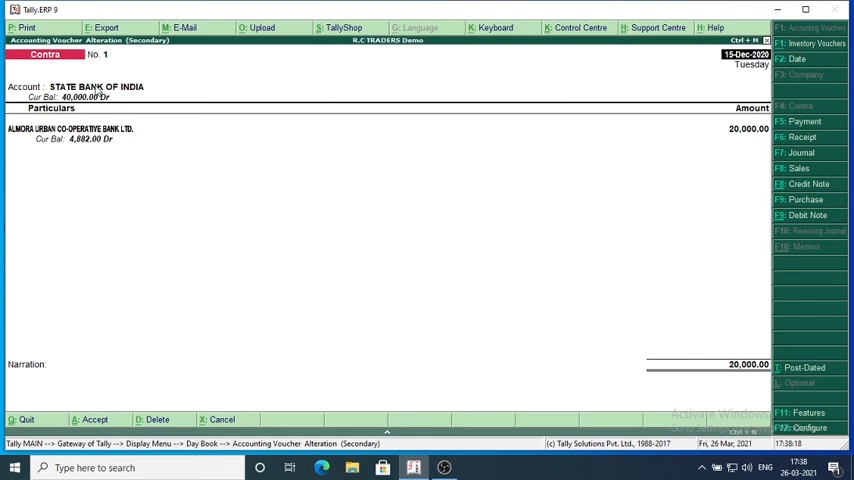 Tally.ERP 9
P: Print E: Export M: E-Mail O: Upload S: TallyShop G: Language K: Keyboard K: Control Centre H: Support Centre H: Help
Accounting Voucher Alteration (Secondary) R.C TRADERS Demo Ctrl + M
Contra No. 1 15-Dec-2020
Tuesday
Account : STATE BANK OF INDIA
Cur Bal: 40,000.00 Dr
Particulars Amount
ALMORA URBAN CO-OPERATIVE BANK LTD. 20,000.00
Cur Bal: 4,882.00 Dr
Narration: 20,000.00
F1: Accounting Vouchers
F1: Inventory Vouchers
F2: Date
F3: Company
F4: Contra
F5: Payment
F6: Receipt
F7: Journal
F8: Sales
F8: Credit Note
F9: Purchase
F9: Debit Note
F10: Reversing Journal
F10: Memos
T: Post-Dated
L: Optional
F11: Features
F12: Configure
Activate Windows
Q: Quit A: Accept D: Delete X: Cancel
Ctrl + N
Tally MAIN --> Gateway of Tally --> Display Menu --> Day Book --> Accounting Voucher Alteration (Secondary) (c) Tally Solutions Pvt. Ltd., 1988-2017 Fri, 26 Mar, 2021 17:38:18
Type here to search ENG 17:38
26-03-2021